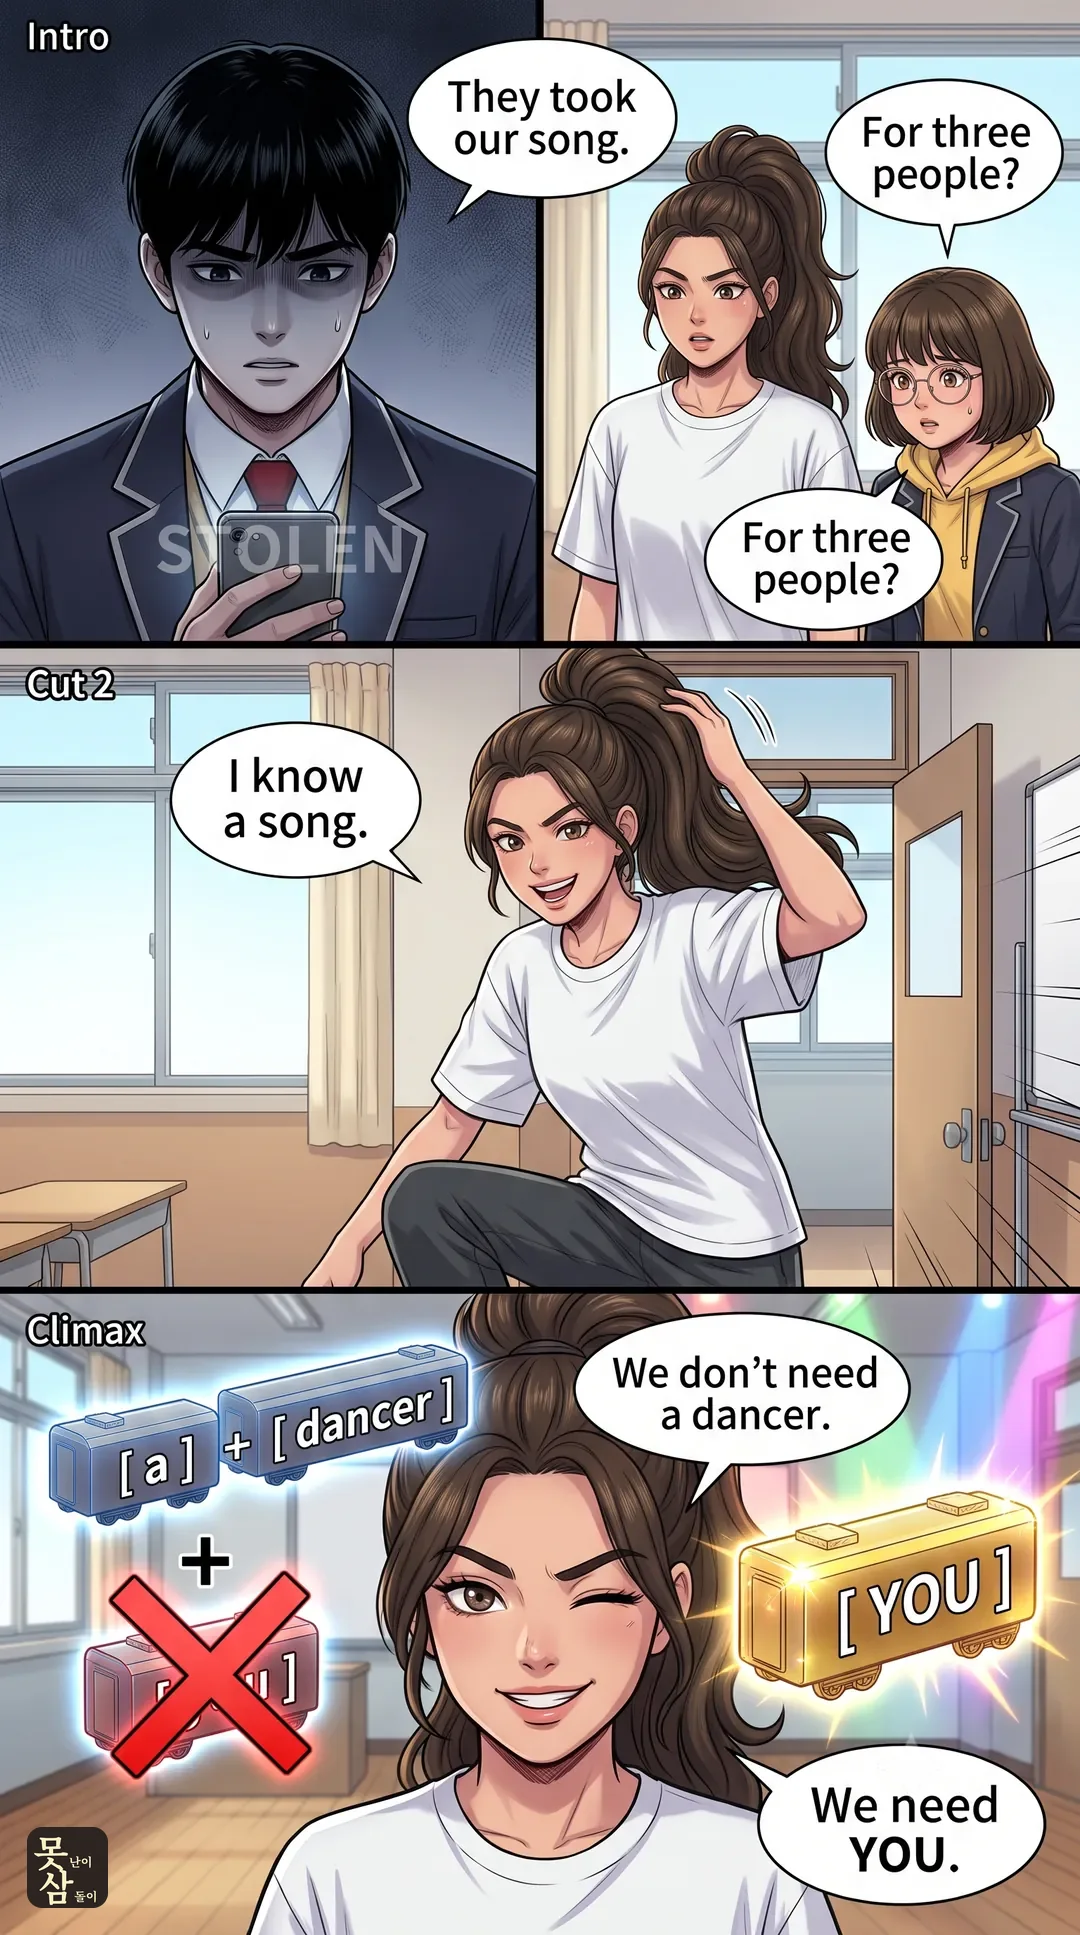 Intro
They took
our song.
For three
people?
STOLEN
For three
people?
Cut 2
I know
a song.
Climax
[ a ] + [ dancer ]
We don't need
a dancer.
+
[ YOU ]
We need
YOU.
못난이
삼돌이